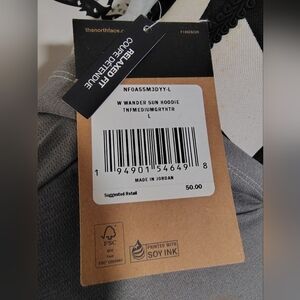 thenorthface.
RELAXED FIT
COUPE DÉTENDUE
NF0A5SM3DYY-L
W WANDER SUN HOODIE
TNFMEDIUMGRYHTR
L
1 94901 54649 8
MADE IN JORDAN
Suggested Retail 50.00
FSC
PRINTED WITH
SOY INK